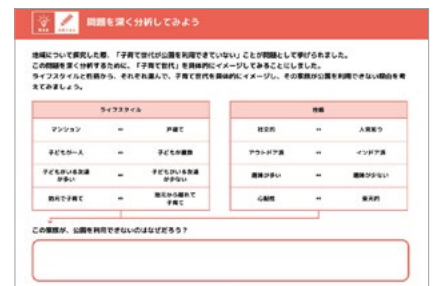 問題を深く分析してみよう
地域について探究した際、「子育て世代が公園を利用できていない」ことが問題として挙げられました。
この問題を深く分析するために、「子育て世代」を具体的にイメージしてみることにしました。
ライフスタイルと性格から、それぞれ選んで、子育て世代を具体的にイメージし、その家族が公園を利用できない理由を考
えてみましょう。
ライフスタイル 性格
マンション ↔ 戸建て 社交的 ↔ 人見知り
子どもが一人 ↔ 子どもが複数 アウトドア派 ↔ インドア派
子どもがいる友達
が多い ↔ 子どもがいる友達
が少ない 趣味が多い ↔ 趣味が少ない
地元で子育て ↔ 地元から離れて
子育て 心配性 ↔ 楽天的
この家族が、公園を利用できないのはなぜだろう？